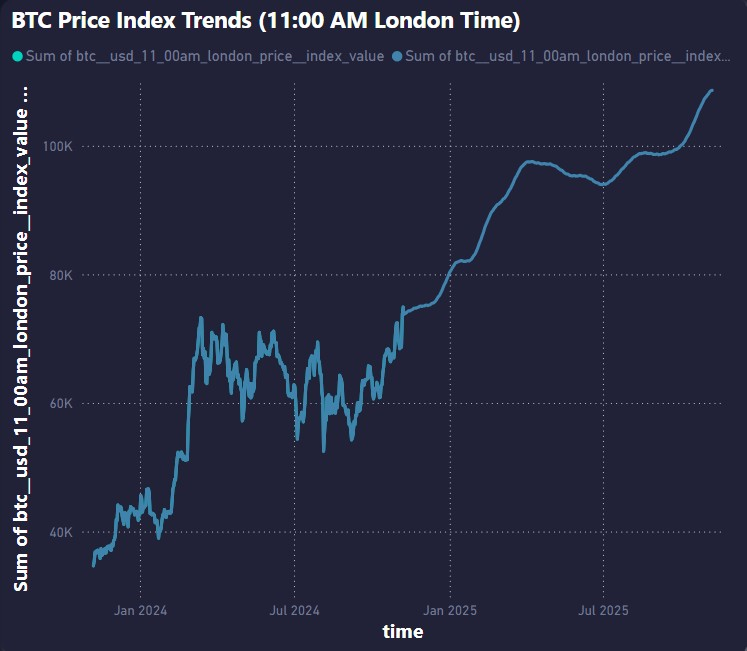 BTC Price Index Trends (11:00 AM London Time)
Sum of btc__usd_11_00am_london_price__index_value Sum of btc__usd_11_00am_london_price__index...
Sum of btc__usd_11_00am_london_price__index_value ...
100K
80K
60K
40K
Jan 2024 Jul 2024 Jan 2025 Jul 2025
time